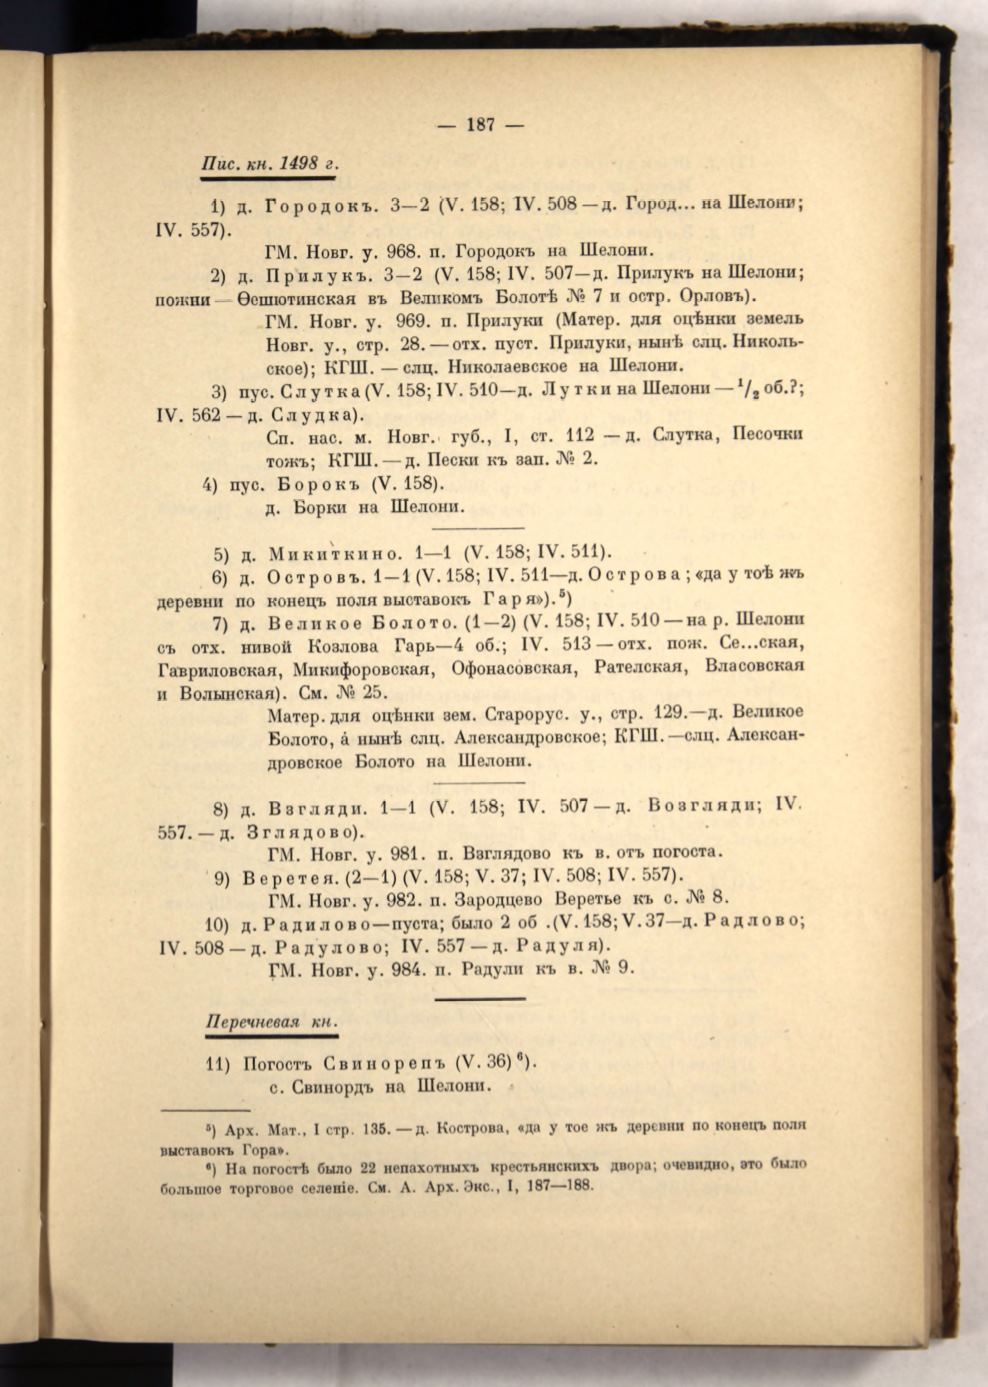 — 187 —
Пис. кн. 1498 г.
1) д. Городокъ. 3—2 (V. 158; IV. 508 — д. Город... на Шелони;
IV. 557).
ГМ. Новг. у. 968. п. Городокъ на Шелони.
2) д. Прилукъ. 3—2 (V. 158; IV. 507—д. Прилукъ на Шелони;
пожни — Ѳешютинская въ Великомъ Болотѣ № 7 и остр. Орловъ).
ГМ. Новг. у. 969. п. Прилуки (Матер. для оцѣнки земель
Новг. у., стр. 28. — отх. пуст. Прилуки, нынѣ слц. Николь-
ское); КГШ. — слц. Николаевское на Шелони.
3) пус. Слутка (V. 158; IV. 510—д. Лутки на Шелони — 1/2 об.?;
IV. 562 — д. Слудка).
Сп. нас. м. Новг. губ., I, ст. 112 — д. Слутка, Песочки
тожъ; КГШ. — д. Пески къ зап. № 2.
4) пус. Борокъ (V. 158).
д. Борки на Шелони.
5) д. Микиткино. 1—1 (V. 158; IV. 511).
6) д. Островъ. 1—1 (V. 158; IV. 511—д. Острова; «да у тоѣ жъ
деревни по конецъ поля выставокъ Гаря»).⁵)
7) д. Великое Болото. (1—2) (V. 158; IV. 510 — на р. Шелони
съ отх. нивой Козлова Гарь—4 об.; IV. 513 — отх. пож. Се...ская,
Гавриловская, Микифоровская, Офонасовская, Рателская, Власовская
и Волынская). См. № 25.
Матер. для оцѣнки зем. Старорус. у., стр. 129.—д. Великое
Болото, а нынѣ слц. Александровское; КГШ.—слц. Алексан-
дровское Болото на Шелони.
8) д. Взгляди. 1—1 (V. 158; IV. 507 — д. Возгляди; IV.
557. — д. Зглядово).
ГМ. Новг. у. 981. п. Взглядово къ в. отъ погоста.
9) Веретея. (2—1) (V. 158; V. 37; IV. 508; IV. 557).
ГМ. Новг. у. 982. п. Зародцево Веретье къ с. № 8.
10) д. Радилово—пуста; было 2 об .(V. 158; V. 37—д. Радлово;
IV. 508 — д. Радулово; IV. 557 — д. Радуля).
ГМ. Новг. у. 984. п. Радули къ в. № 9.
Перечневая кн.
11) Погостъ Свинорепъ (V. 36)⁶).
с. Свинордъ на Шелони.
⁵) Арх. Мат., I стр. 135. — д. Кострова, «да у тое жъ деревни по конецъ поля
выставокъ Гора».
⁶) На погостѣ было 22 непахотныхъ крестьянскихъ двора; очевидно, это было
большое торговое селеніе. См. А. Арх. Экс., I, 187—188.